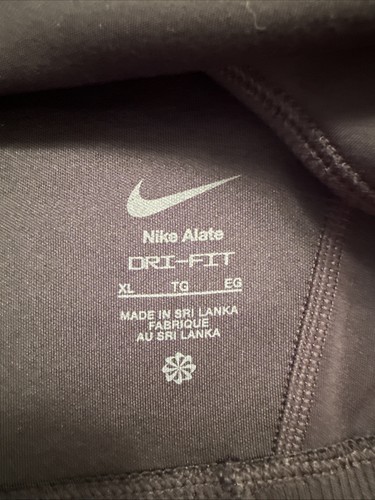 Nike Alate
DRI-FIT
XL TG EG
MADE IN SRI LANKA
FABRIQUE
AU SRI LANKA